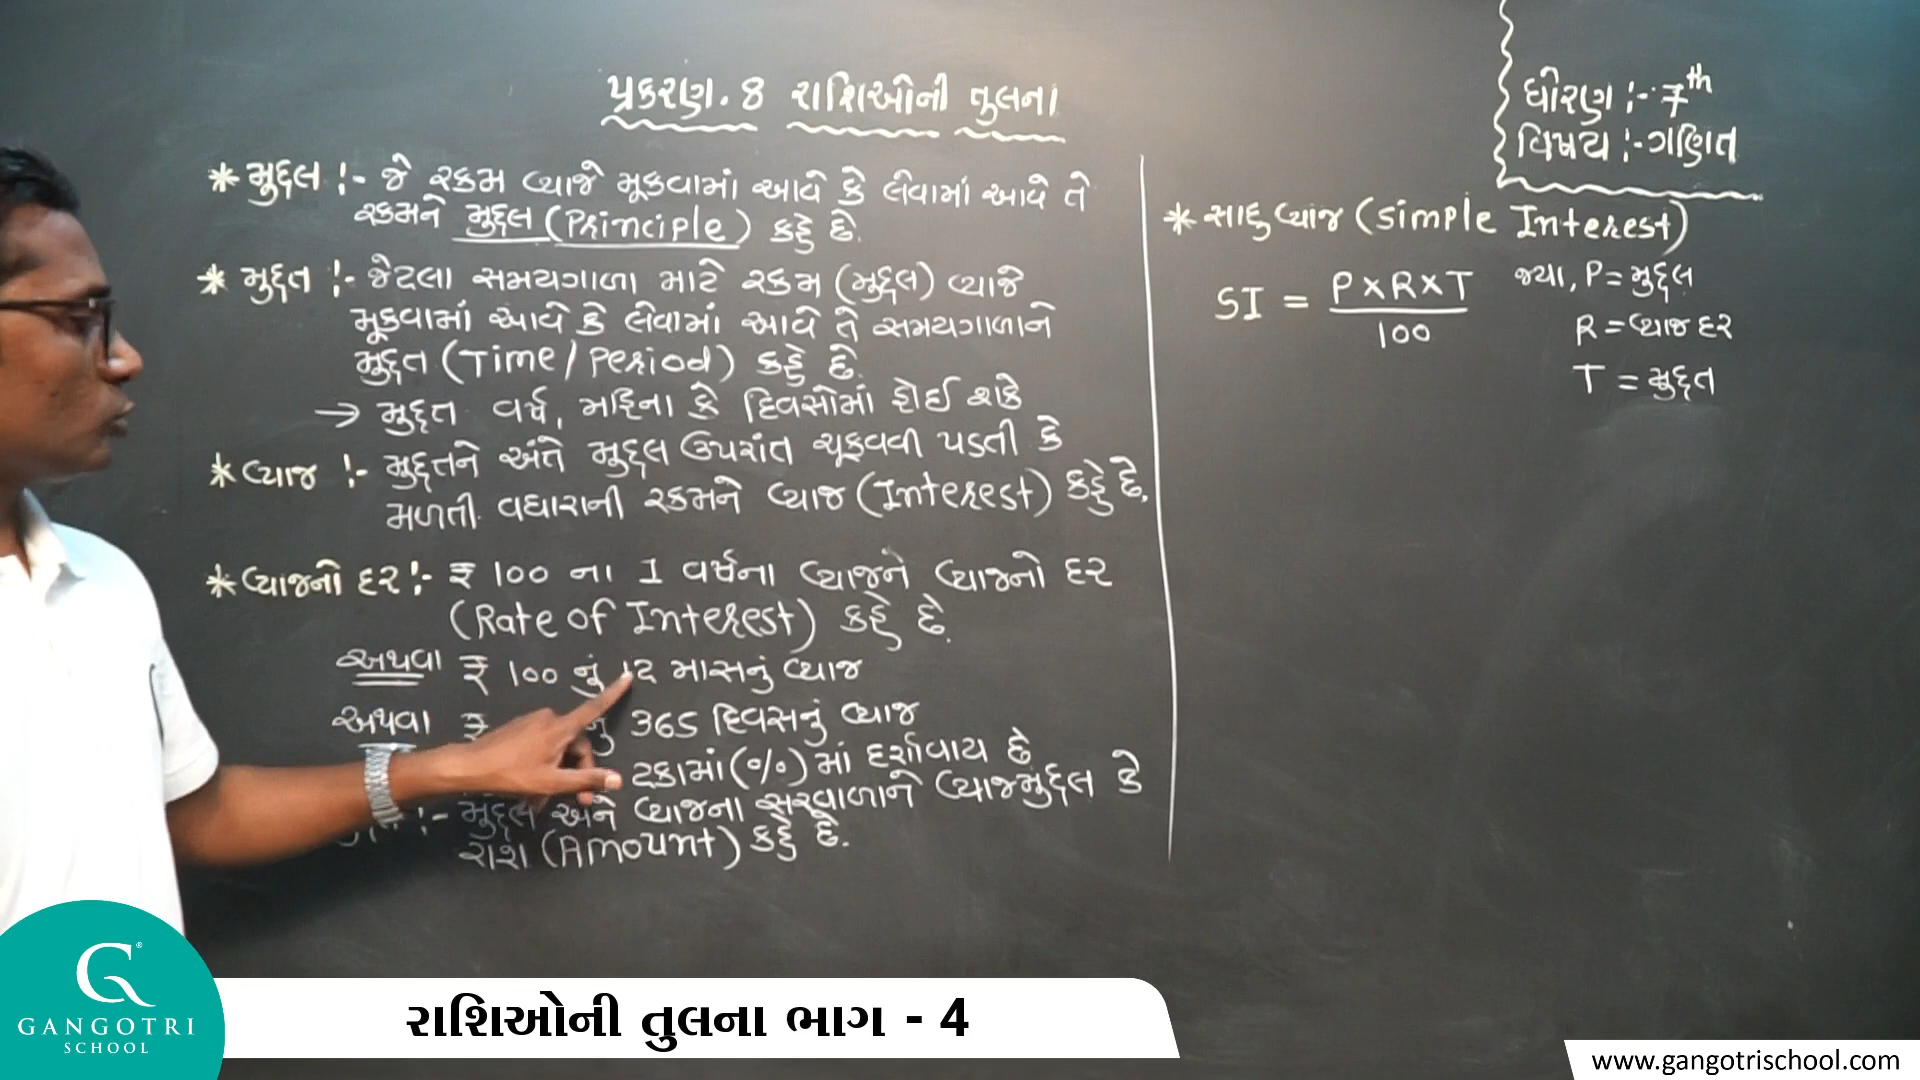 પ્રકરણ. 8 રાશિઓની તુલના
ધોરણ :- 7th
વિષય :- ગણિત
* મુદ્દલ :- જે રકમ વ્યાજે મૂકવામાં આવે કે લેવામાં આવે તે
રકમને મુદ્દલ (Principle) કહે છે.
* મુદ્દત :- જેટલા સમયગાળા માટે રકમ (મુદ્દલ) વ્યાજે
મૂકવામાં આવે કે લેવામાં આવે તે સમયગાળાને
મુદ્દત (Time/Period) કહે છે.
→ મુદ્દત વર્ષ, મહિના કે દિવસોમાં હોઈ શકે
* વ્યાજ :- મુદ્દતને અંતે મુદ્દલ ઉપરાંત ચૂકવવી પડતી કે
મળતી વધારાની રકમને વ્યાજ (Interest) કહે છે.
* વ્યાજનો દર :- ₹ 100 ના 1 વર્ષના વ્યાજને વ્યાજનો દર
(Rate of Interest) કહે છે.
અથવા ₹ 100 નું 12 માસનું વ્યાજ
અથવા ₹ નું 365 દિવસનું વ્યાજ
ટકામાં (%) માં દર્શાવાય છે
:- મુદ્દલ અને વ્યાજના સરવાળાને વ્યાજમુદ્દલ કે
રાશ (Amount) કહે છે.
* સાદુ વ્યાજ (Simple Interest)
SI = P×R×T / 100
જ્યા, P = મુદ્દલ
R = વ્યાજ દર
T = મુદ્દત
GANGOTRI
SCHOOL
રાશિઓની તુલના ભાગ - 4
www.gangotrischool.com